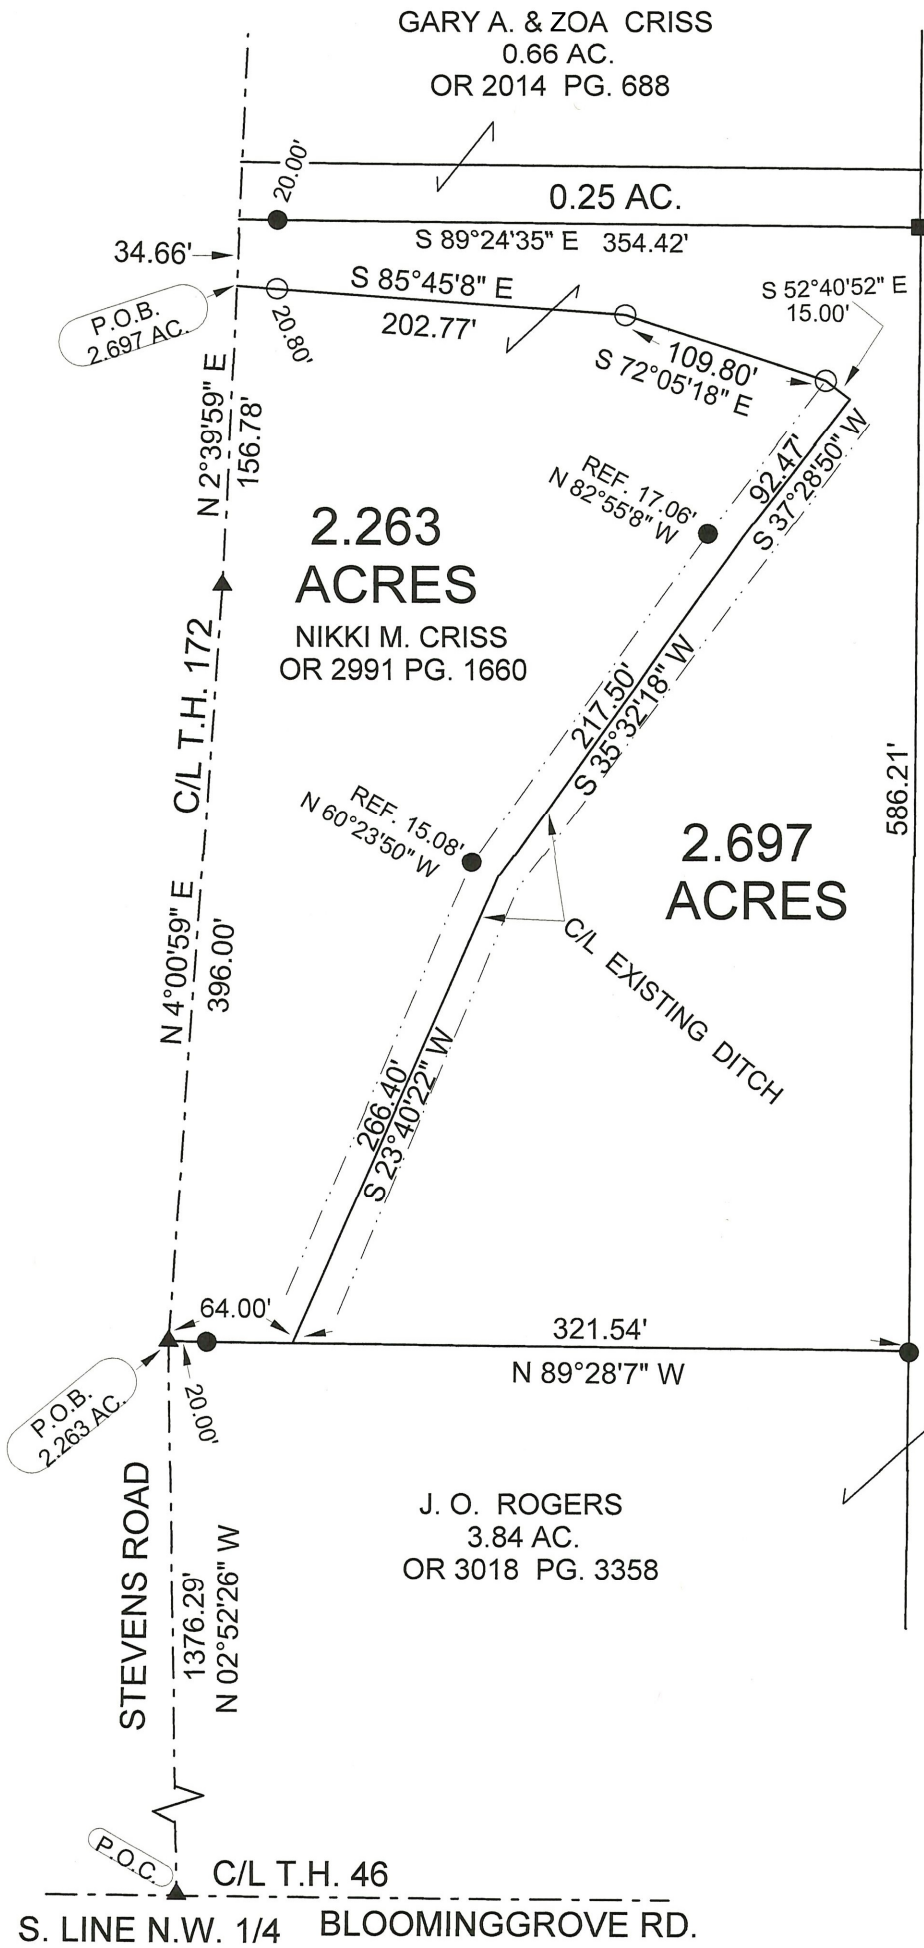 GARY A. & ZOA CRISS
0.66 AC.
OR 2014 PG. 688
20.00'
0.25 AC.
S 89°24'35" E 354.42'
34.66'
P.O.B.
2.697 AC.
S 85°45'8" E
202.77'
20.80'
S 52°40'52" E
15.00'
109.80'
S 72°05'18" E
N 2°39'59" E
156.78'
92.47'
S 37°28'50" W
REF. 17.06'
N 82°55'8" W
2.263
ACRES
NIKKI M. CRISS
OR 2991 PG. 1660
C/L T.H. 172
217.50'
S 35°32'18" W
586.21'
REF. 15.08'
N 60°23'50" W
2.697
ACRES
N 4°00'59" E
396.00'
C/L EXISTING DITCH
266.40'
S 23°40'22" W
64.00'
321.54'
N 89°28'7" W
P.O.B.
2.263 AC.
20.00'
STEVENS ROAD
1376.29'
N 02°52'26" W
J. O. ROGERS
3.84 AC.
OR 3018 PG. 3358
P.O.C.
C/L T.H. 46
S. LINE N.W. 1/4 BLOOMINGGROVE RD.